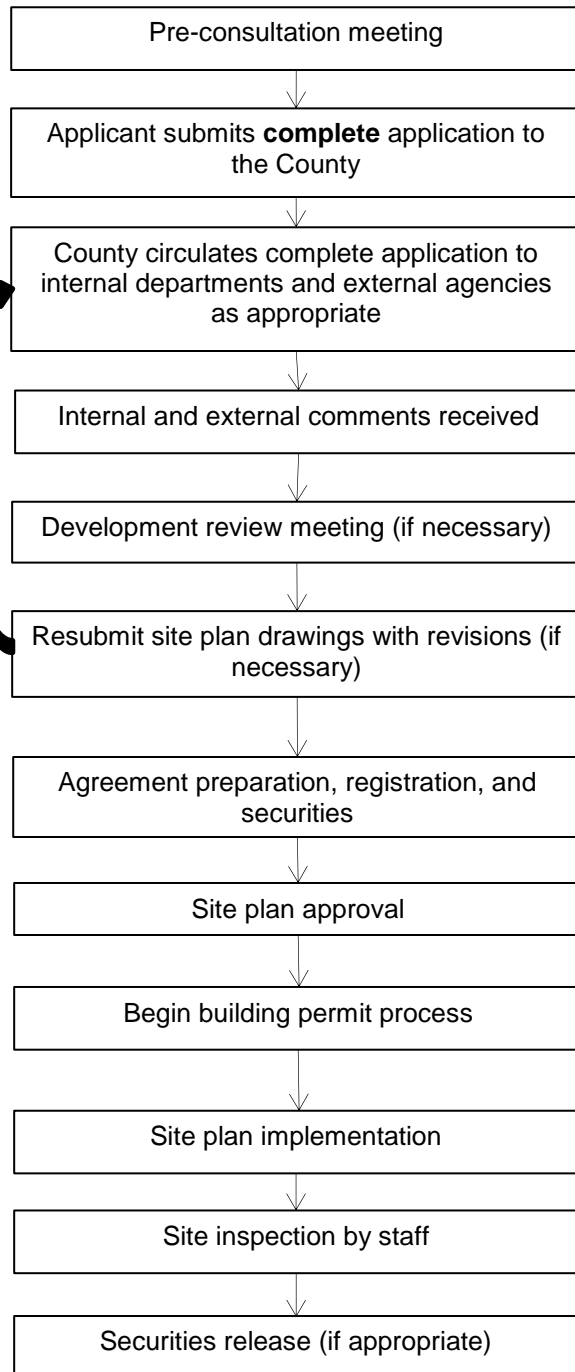 Pre-consultation meeting
Applicant submits complete application to
the County
County circulates complete application to
internal departments and external agencies
as appropriate
Internal and external comments received
Development review meeting (if necessary)
Resubmit site plan drawings with revisions (if
necessary)
Agreement preparation, registration, and
securities
Site plan approval
Begin building permit process
Site plan implementation
Site inspection by staff
Securities release (if appropriate)